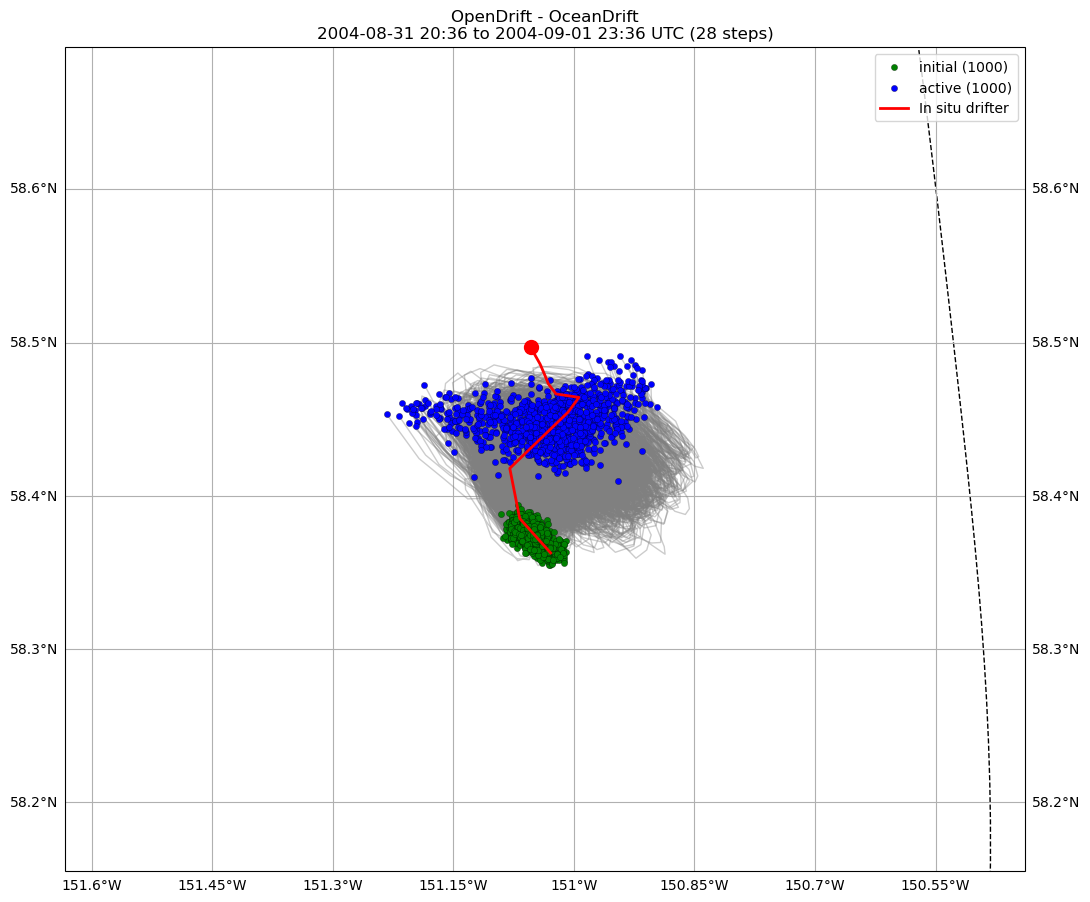 OpenDrift - OceanDrift
2004-08-31 20:36 to 2004-09-01 23:36 UTC (28 steps)
initial (1000)
active (1000)
In situ drifter
58.6°N
58.6°N
58.5°N
58.5°N
58.4°N
58.4°N
58.3°N
58.3°N
58.2°N
58.2°N
151.6°W
151.45°W
151.3°W
151.15°W
151°W
150.85°W
150.7°W
150.55°W